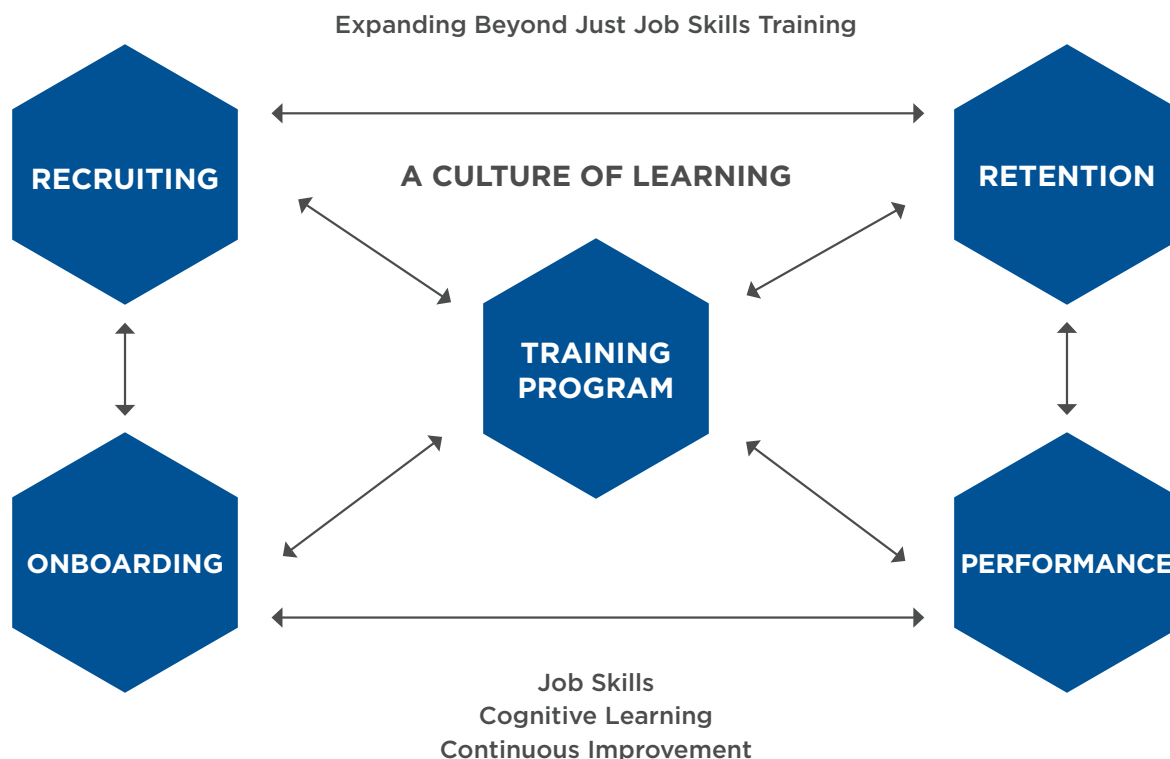 Expanding Beyond Just Job Skills Training
RECRUITING
A CULTURE OF LEARNING
RETENTION
TRAINING
PROGRAM
ONBOARDING
PERFORMANCE
Job Skills
Cognitive Learning
Continuous Improvement